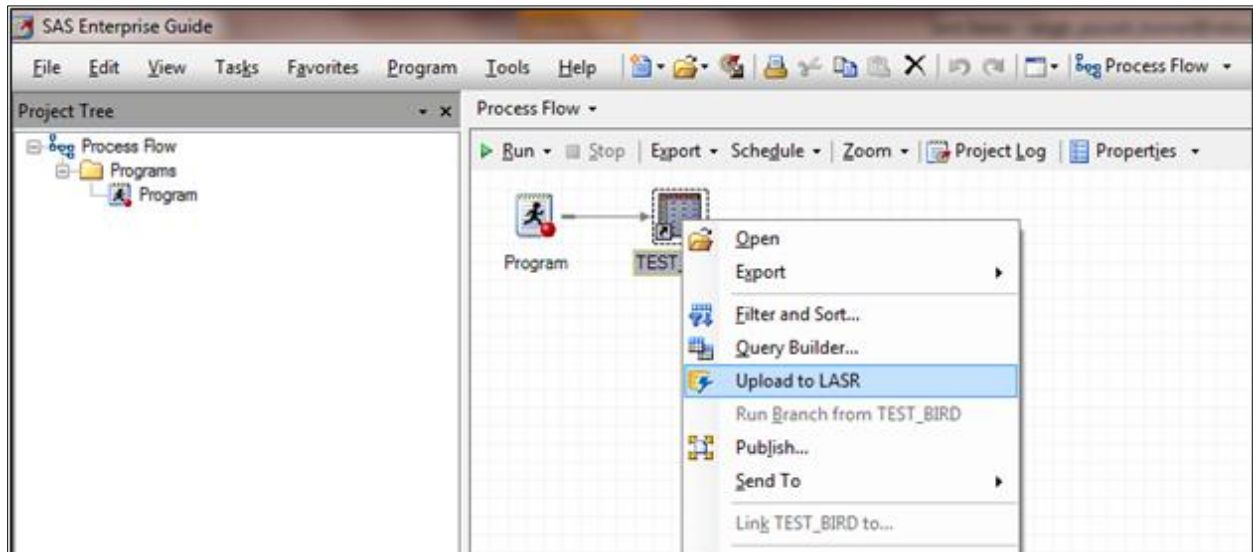 SAS Enterprise Guide
File Edit View Tasks Favorites Program Tools Help Process Flow
Project Tree
Process Flow
Programs
Program
Process Flow
Run Stop Export Schedule Zoom Project Log Properties
Program
TEST_
Open
Export
Filter and Sort...
Query Builder...
Upload to LASR
Run Branch from TEST_BIRD
Publish...
Send To
Link TEST_BIRD to...